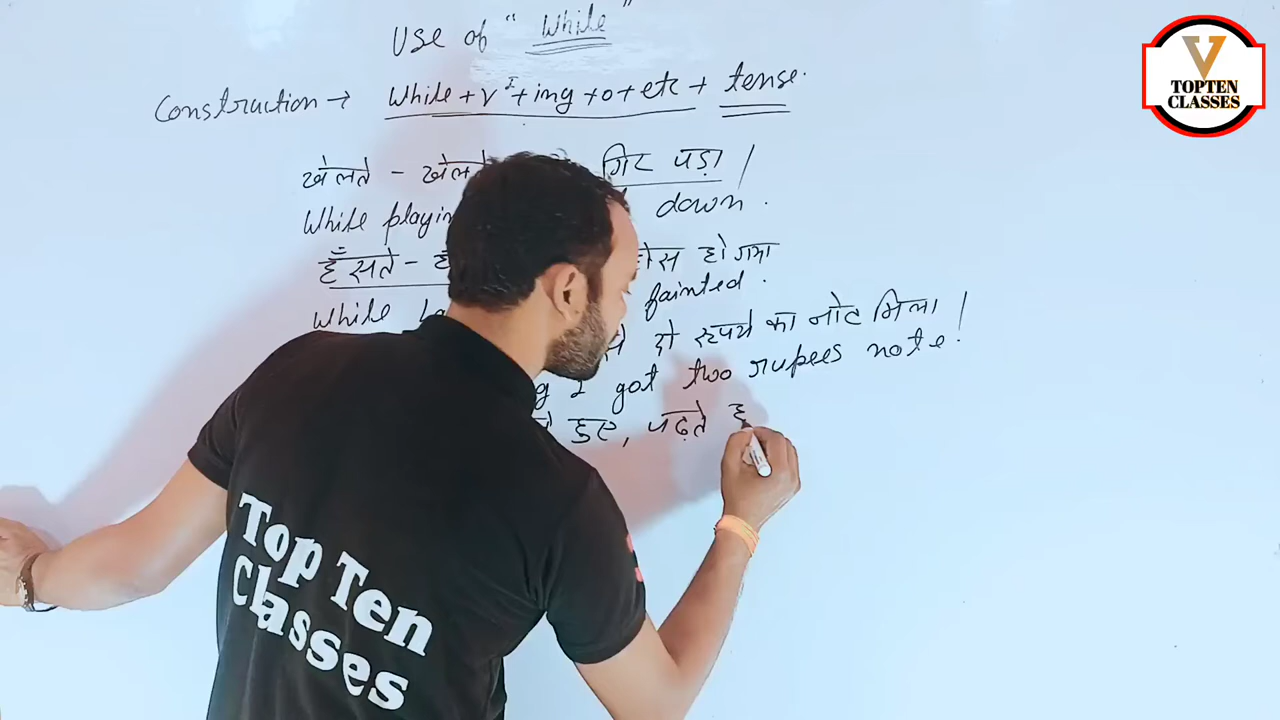 Use of "While"
Construction → While + V I + ing + o + etc + tense.
खेलते - खेलते गिर पड़ा।
While playin down.
हँसते - हँ होस हो गया
While fainted.
दो रूपये का नोट मिला।
g I got two rupees note.
हुए, पढ़ते ह
V
TOPTEN
CLASSES
Top Ten
Classes